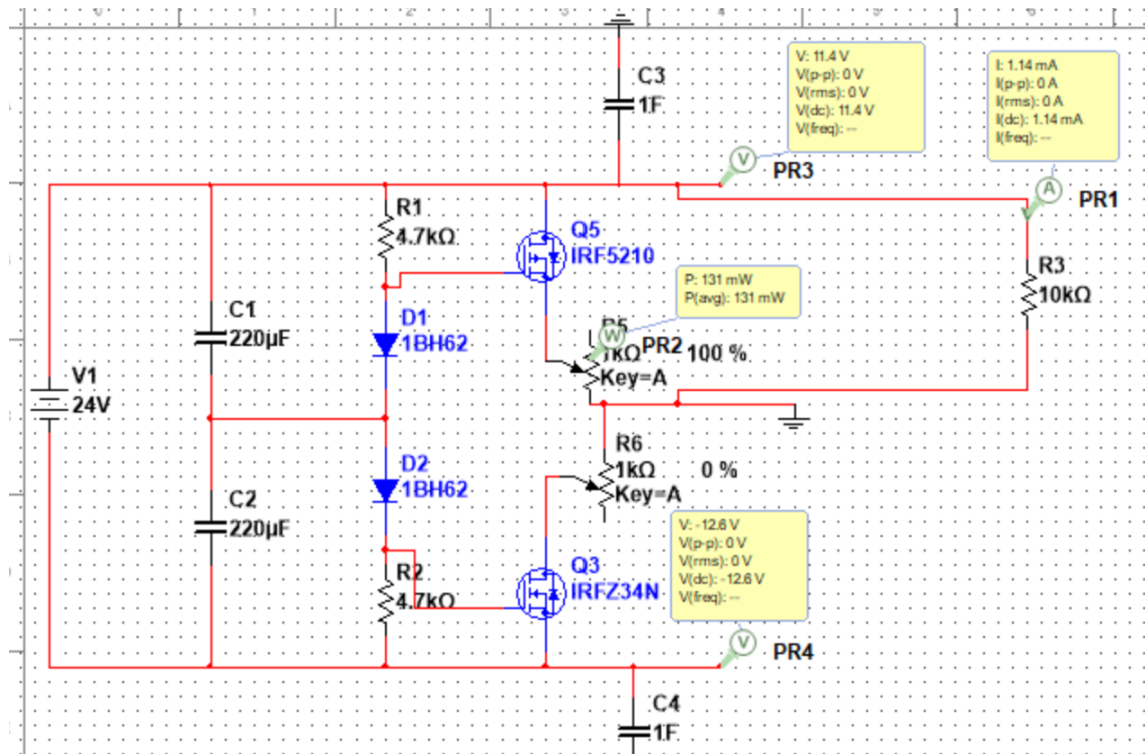 C3
1F
V: 11.4 V
V(p-p): 0 V
V(rms): 0 V
V(dc): 11.4 V
V(freq): --
I: 1.14 mA
I(p-p): 0 A
I(rms): 0 A
I(dc): 1.14 mA
I(freq): --
V
PR3
A
PR1
R1
4.7kΩ
Q5
IRF5210
P: 131 mW
P(avg): 131 mW
R3
10kΩ
C1
220µF
D1
1BH62
R5
W
PR2
1kΩ
100 %
Key=A
V1
24V
R6
1kΩ
0 %
Key=A
D2
1BH62
C2
220µF
V: -12.6 V
V(p-p): 0 V
V(rms): 0 V
V(dc): -12.6 V
V(freq): --
R2
4.7kΩ
Q3
IRFZ34N
V
PR4
C4
1F